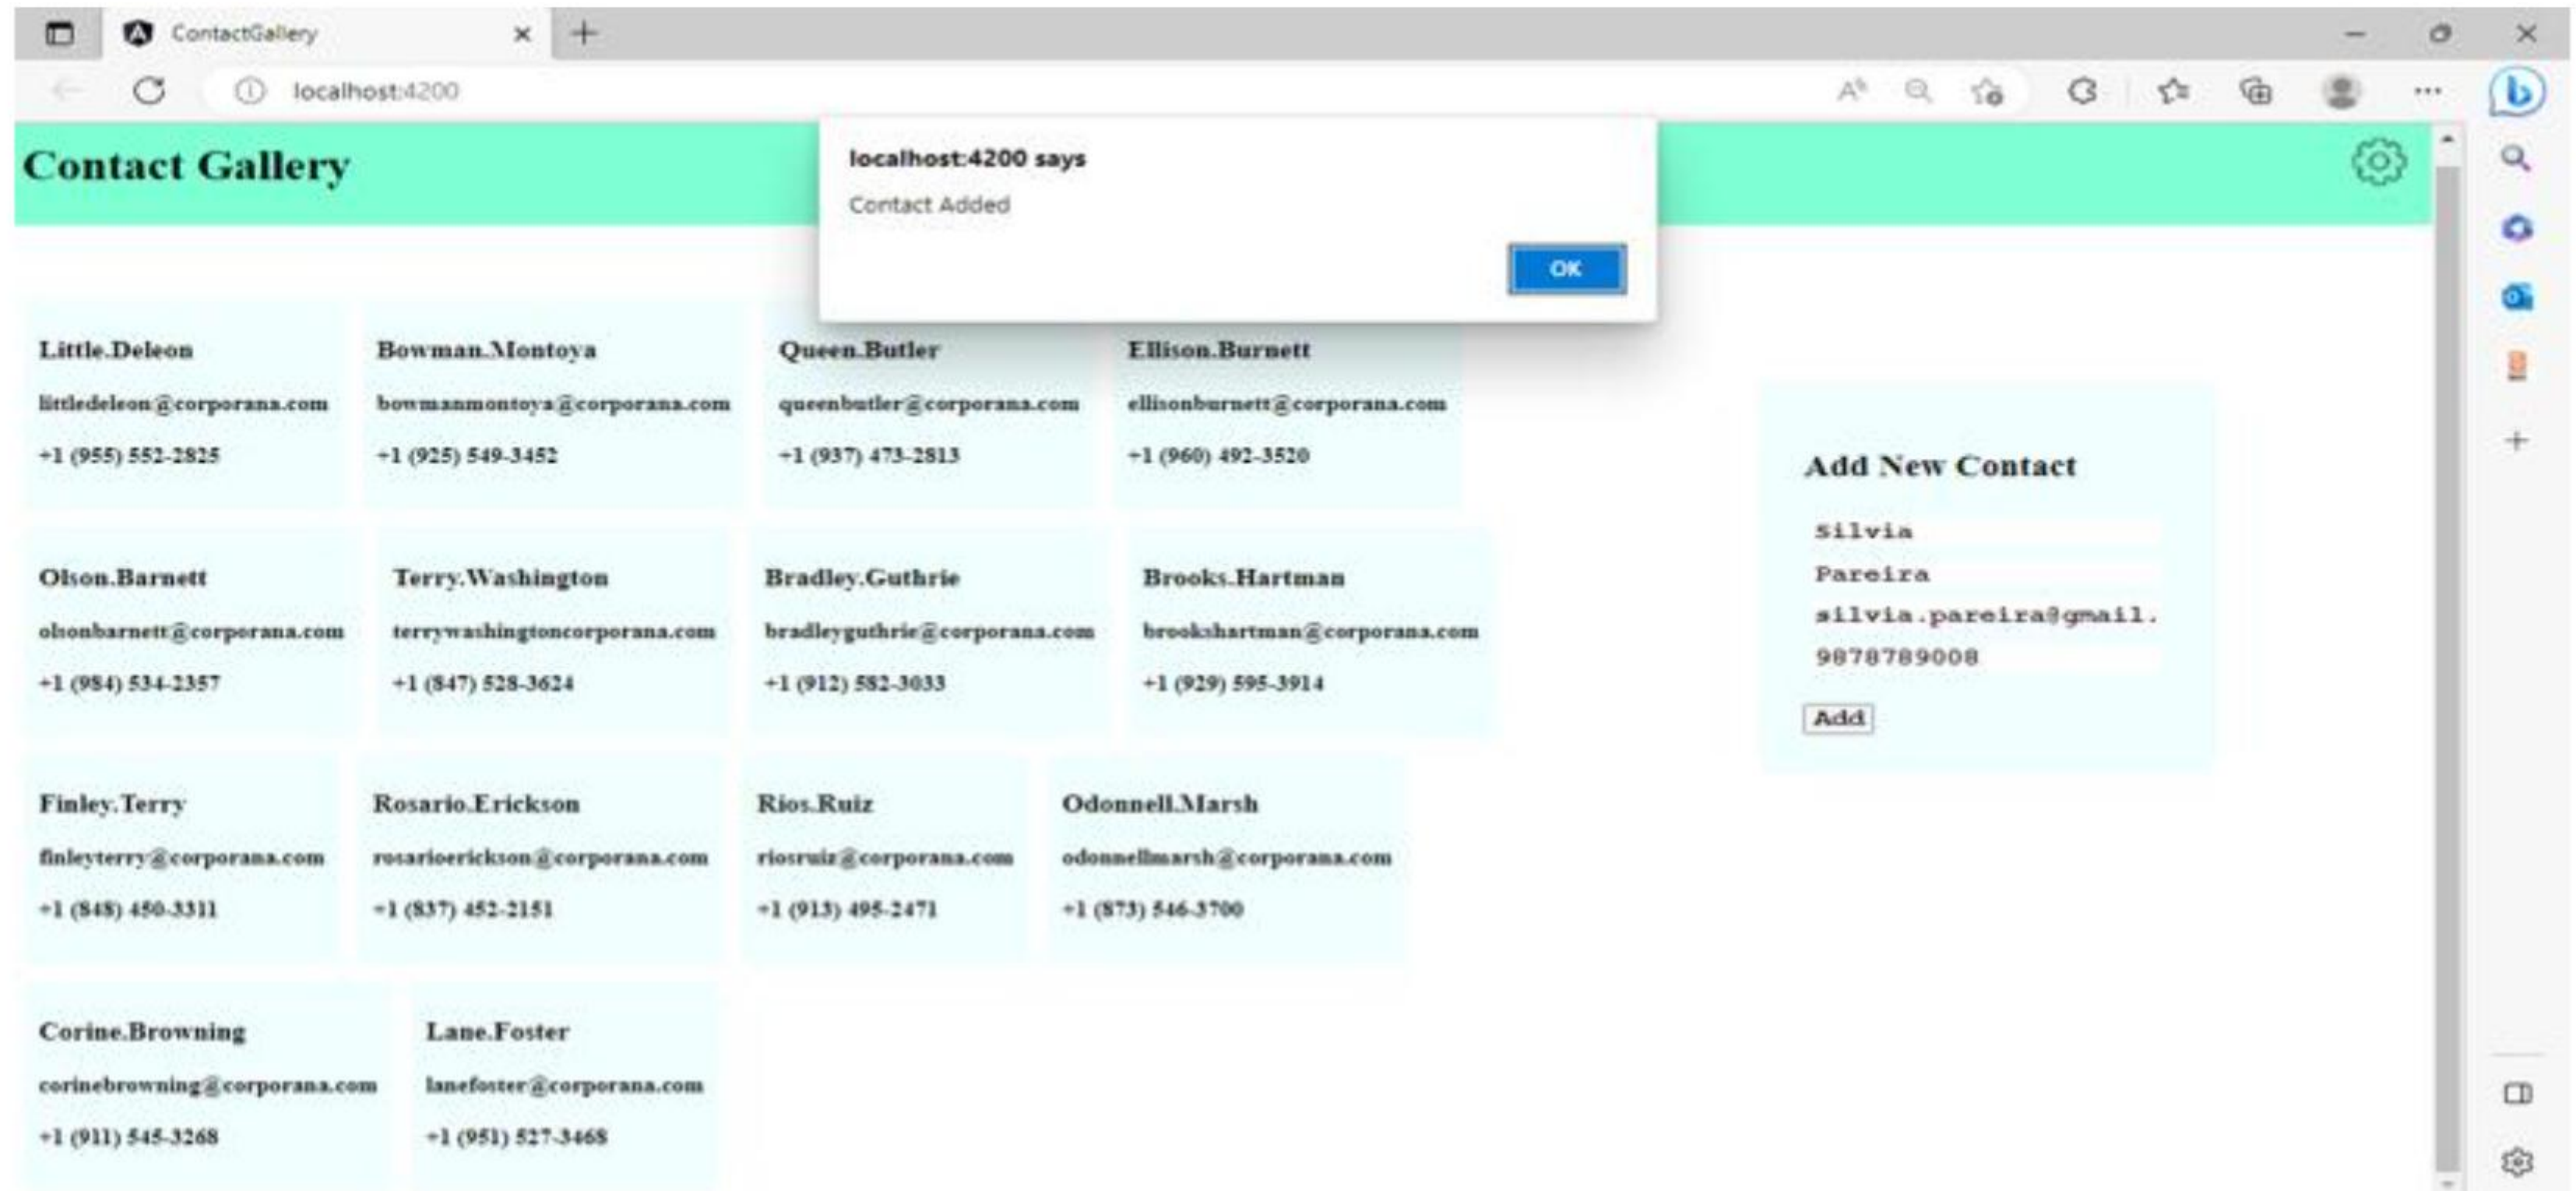 ContactGallery
localhost:4200
Contact Gallery
localhost:4200 says
Contact Added
OK
Little.Deleon
littledeleon@corporana.com
+1 (955) 552-2825
Bowman.Montoya
bowmanmontoya@corporana.com
+1 (925) 549-3452
Queen.Butler
queenbutler@corporana.com
+1 (937) 473-2813
Ellison.Burnett
ellisonburnett@corporana.com
+1 (960) 492-3520
Olson.Barnett
olsonbarnett@corporana.com
+1 (984) 534-2357
Terry.Washington
terrywashingtoncorporana.com
+1 (847) 528-3624
Bradley.Guthrie
bradleyguthrie@corporana.com
+1 (912) 582-3033
Brooks.Hartman
brookshartman@corporana.com
+1 (929) 595-3914
Finley.Terry
finleyterry@corporana.com
+1 (848) 450-3311
Rosario.Erickson
rosarioerickson@corporana.com
+1 (837) 452-2151
Rios.Ruiz
riosruiz@corporana.com
+1 (913) 495-2471
Odonnell.Marsh
odonnellmarsh@corporana.com
+1 (873) 546-3700
Corine.Browning
corinebrowning@corporana.com
+1 (911) 545-3268
Lane.Foster
lanefoster@corporana.com
+1 (951) 527-3468
Add New Contact
Silvia
Pareira
silvia.pareira@gmail.
9878789008
Add